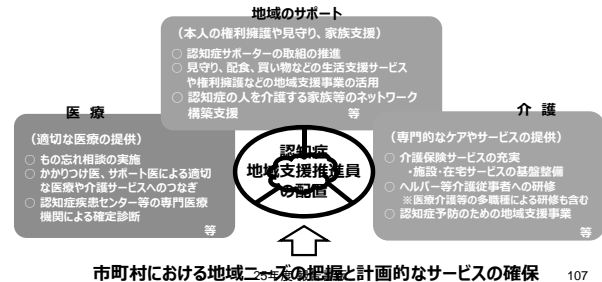 地域のサポート
（本人の権利擁護や見守り、家族支援）
○ 認知症サポーターの取組の推進
○ 見守り、配食、買い物などの生活支援サービス
や権利擁護などの地域支援事業の活用
○ 認知症の人を介護する家族等のネットワーク
構築支援　等
医 療
（適切な医療の提供）
○ もの忘れ相談の実施
○ かかりつけ医、サポート医による適切
な医療や介護サービスへのつなぎ
○ 認知症疾患センター等の専門医療
機関による確定診断
等
認知症
地域支援推進員
の配置
介 護
（専門的なケアやサービスの提供）
○ 介護保険サービスの充実
・施設・在宅サービスの基盤整備
○ ヘルパー等介護従事者への研修
※医療介護等の多職種による研修も含む
○ 認知症予防のための地域支援事業
等
市町村における地域ニーズの把握と計画的なサービスの確保
25年度
107